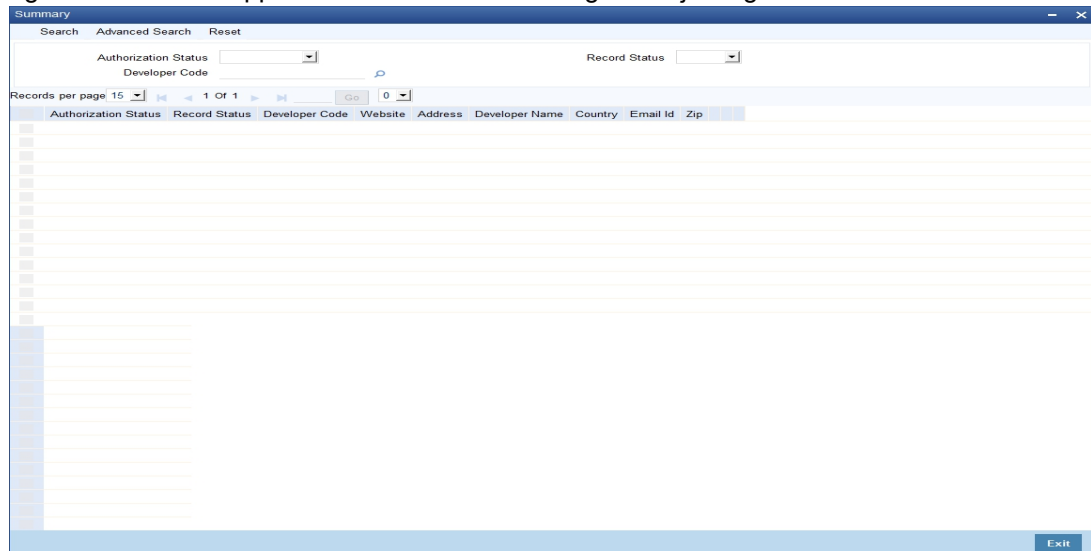 Summary
Search Advanced Search Reset
Authorization Status Record Status
Developer Code
Records per page 15 1 Of 1 Go 0
Authorization Status Record Status Developer Code Website Address Developer Name Country Email Id Zip
Exit